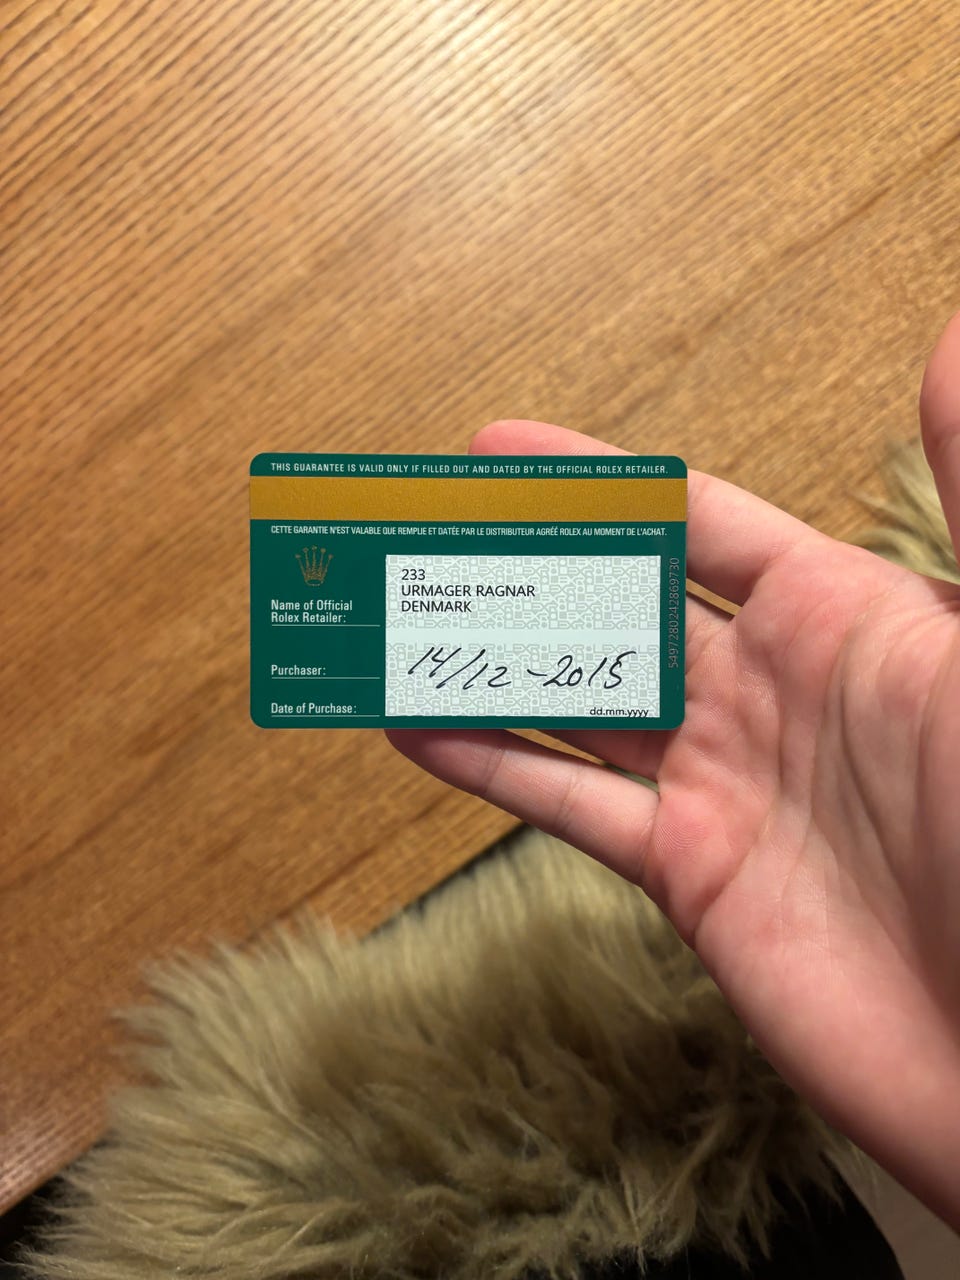 THIS GUARANTEE IS VALID ONLY IF FILLED OUT AND DATED BY THE OFFICIAL ROLEX RETAILER.
CETTE GARANTIE N'EST VALABLE QUE REMPLIE ET DATÉE PAR LE DISTRIBUTEUR AGRÉÉ ROLEX AU MOMENT DE L'ACHAT.
233
URMAGER RAGNAR
DENMARK
Name of Official
Rolex Retailer:
Purchaser:
14/12-2015
Date of Purchase:
dd.mm.yyyy
5497280242869730